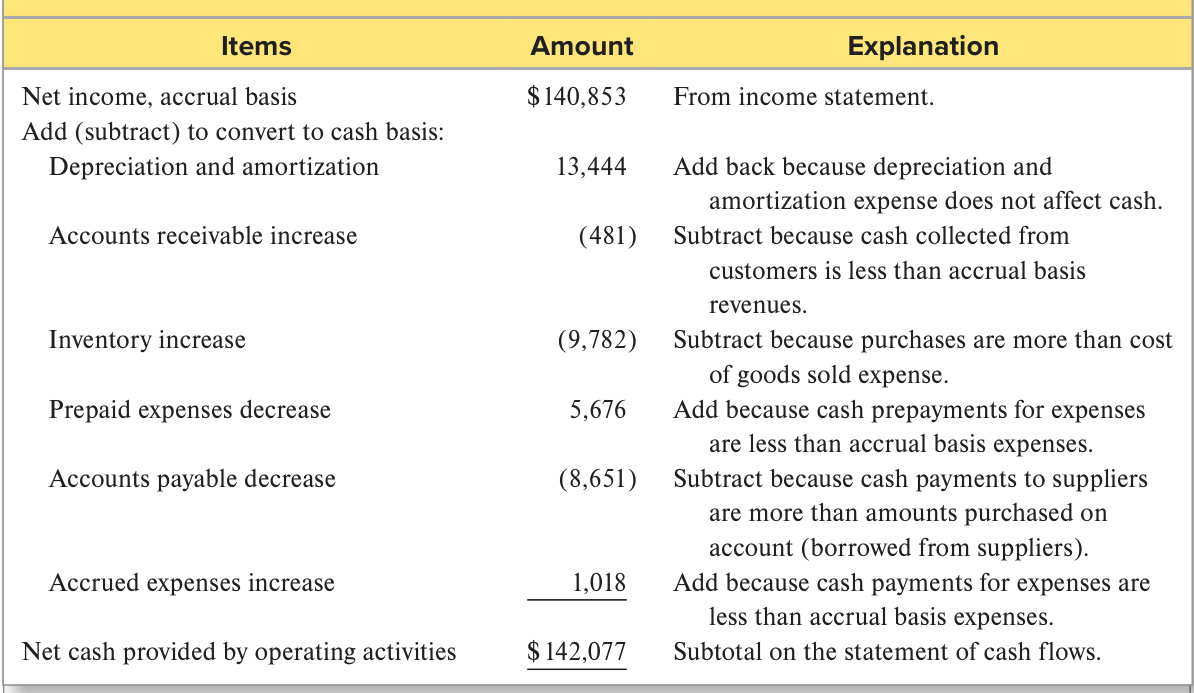 Items Amount Explanation
Net income, accrual basis $140,853 From income statement.
Add (subtract) to convert to cash basis:
Depreciation and amortization 13,444 Add back because depreciation and
amortization expense does not affect cash.
Accounts receivable increase (481) Subtract because cash collected from
customers is less than accrual basis
revenues.
Inventory increase (9,782) Subtract because purchases are more than cost
of goods sold expense.
Prepaid expenses decrease 5,676 Add because cash prepayments for expenses
are less than accrual basis expenses.
Accounts payable decrease (8,651) Subtract because cash payments to suppliers
are more than amounts purchased on
account (borrowed from suppliers).
Accrued expenses increase 1,018 Add because cash payments for expenses are
less than accrual basis expenses.
Net cash provided by operating activities $142,077 Subtotal on the statement of cash flows.